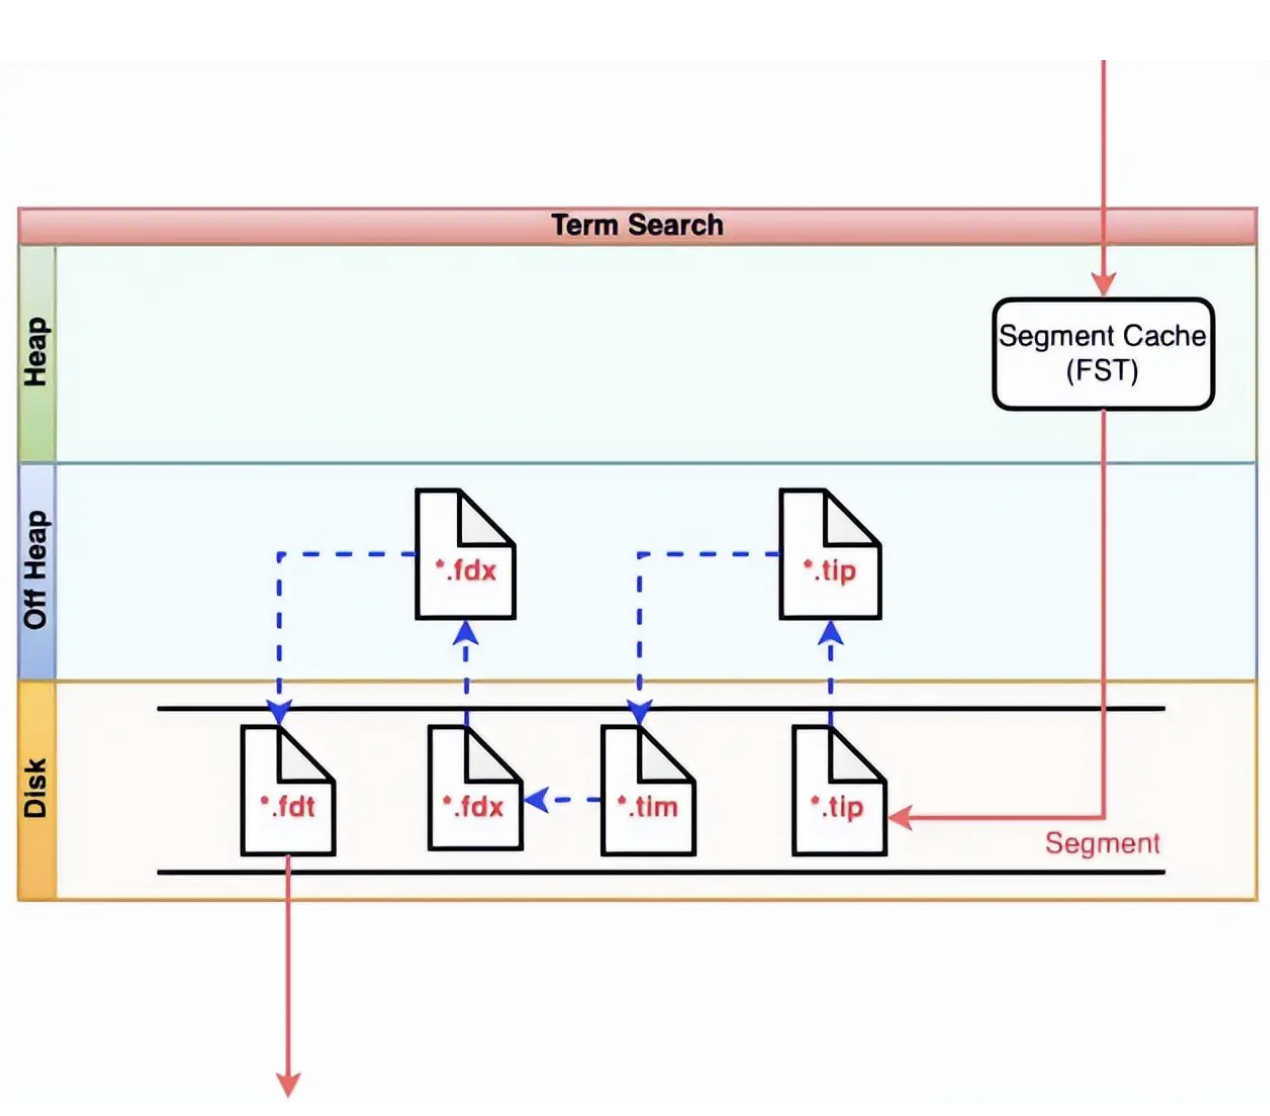 Term Search
Heap
Segment Cache
(FST)
Off Heap
*.fdx
*.tip
Disk
*.fdt
*.fdx
*.tim
*.tip
Segment